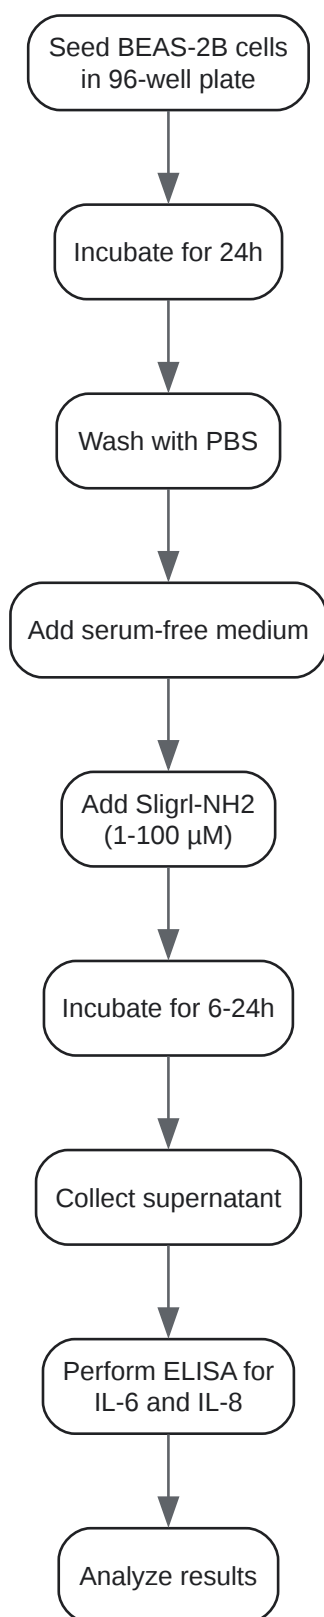 Seed BEAS-2B cells
in 96-well plate
Incubate for 24h
Wash with PBS
Add serum-free medium
Add Sligrl-NH2
(1-100 µM)
Incubate for 6-24h
Collect supernatant
Perform ELISA for
IL-6 and IL-8
Analyze results